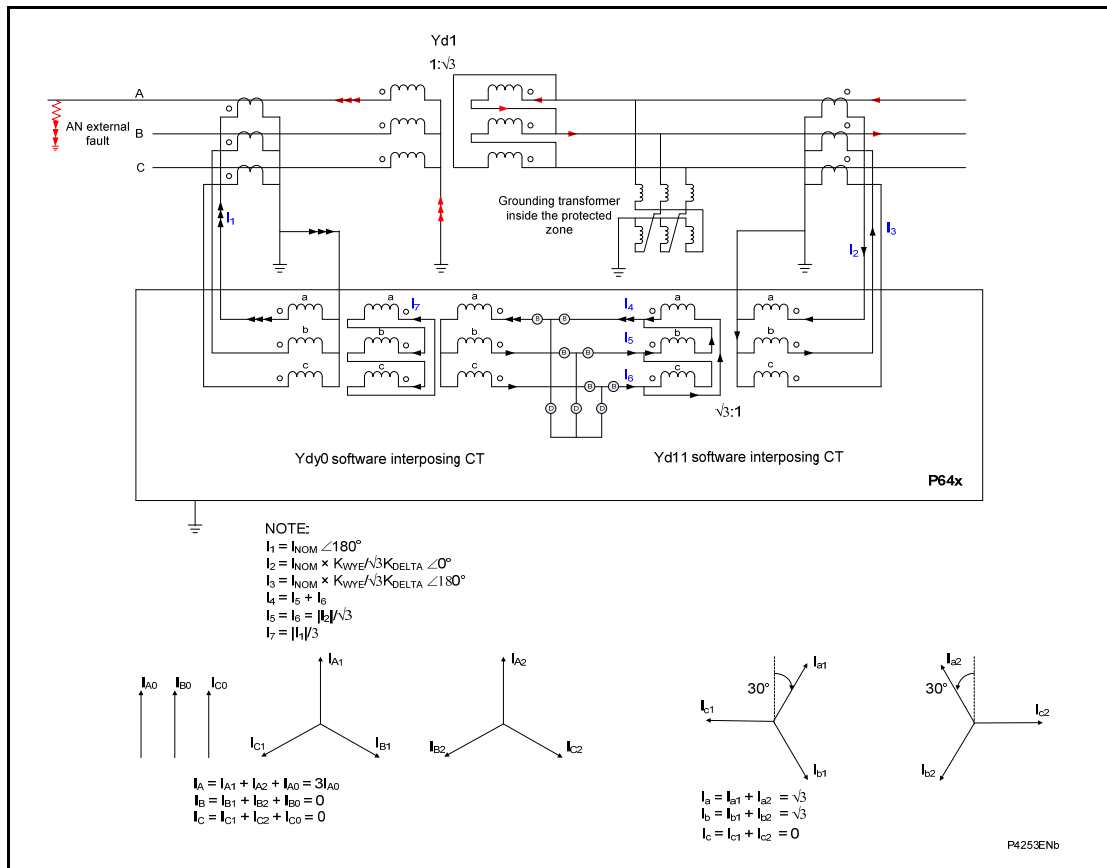 Yd1
1:√3
A
AN external
fault
B
C
Grounding transformer
inside the protected
zone
I1
I3
I2
a
a
I7
a
I4
a
a
b
b
b
I5
b
b
c
c
c
I6
c
c
B B
B B
B B
D D D
√3:1
Ydy0 software interposing CT
Yd11 software interposing CT
P64x
NOTE:
I1 = INOM ∠180°
I2 = INOM × KWYE/√3KDELTA ∠0°
I3 = INOM × KWYE/√3KDELTA ∠180°
I4 = I5 + I6
I5 = I6 = |I2|/√3
I7 = |I1|/3
IA0 IB0 IC0
IA1
IC1
IB1
IA2
IB2
IC2
IA = IA1 + IA2 + IA0 = 3IA0
IB = IB1 + IB2 + IB0 = 0
IC = IC1 + IC2 + IC0 = 0
30°
Ia1
Ic1
Ib1
Ia2
30°
Ic2
Ib2
Ia = Ia1 + Ia2 = √3
Ib = Ib1 + Ib2 = √3
Ic = Ic1 + Ic2 = 0
P4253ENb